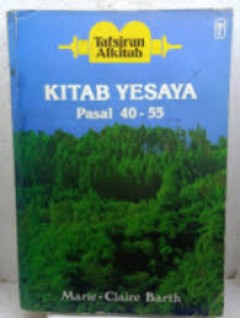 Tafsiran
Alkitab
KITAB YESAYA
Pasal 40 - 55
Marie - Claire Barth